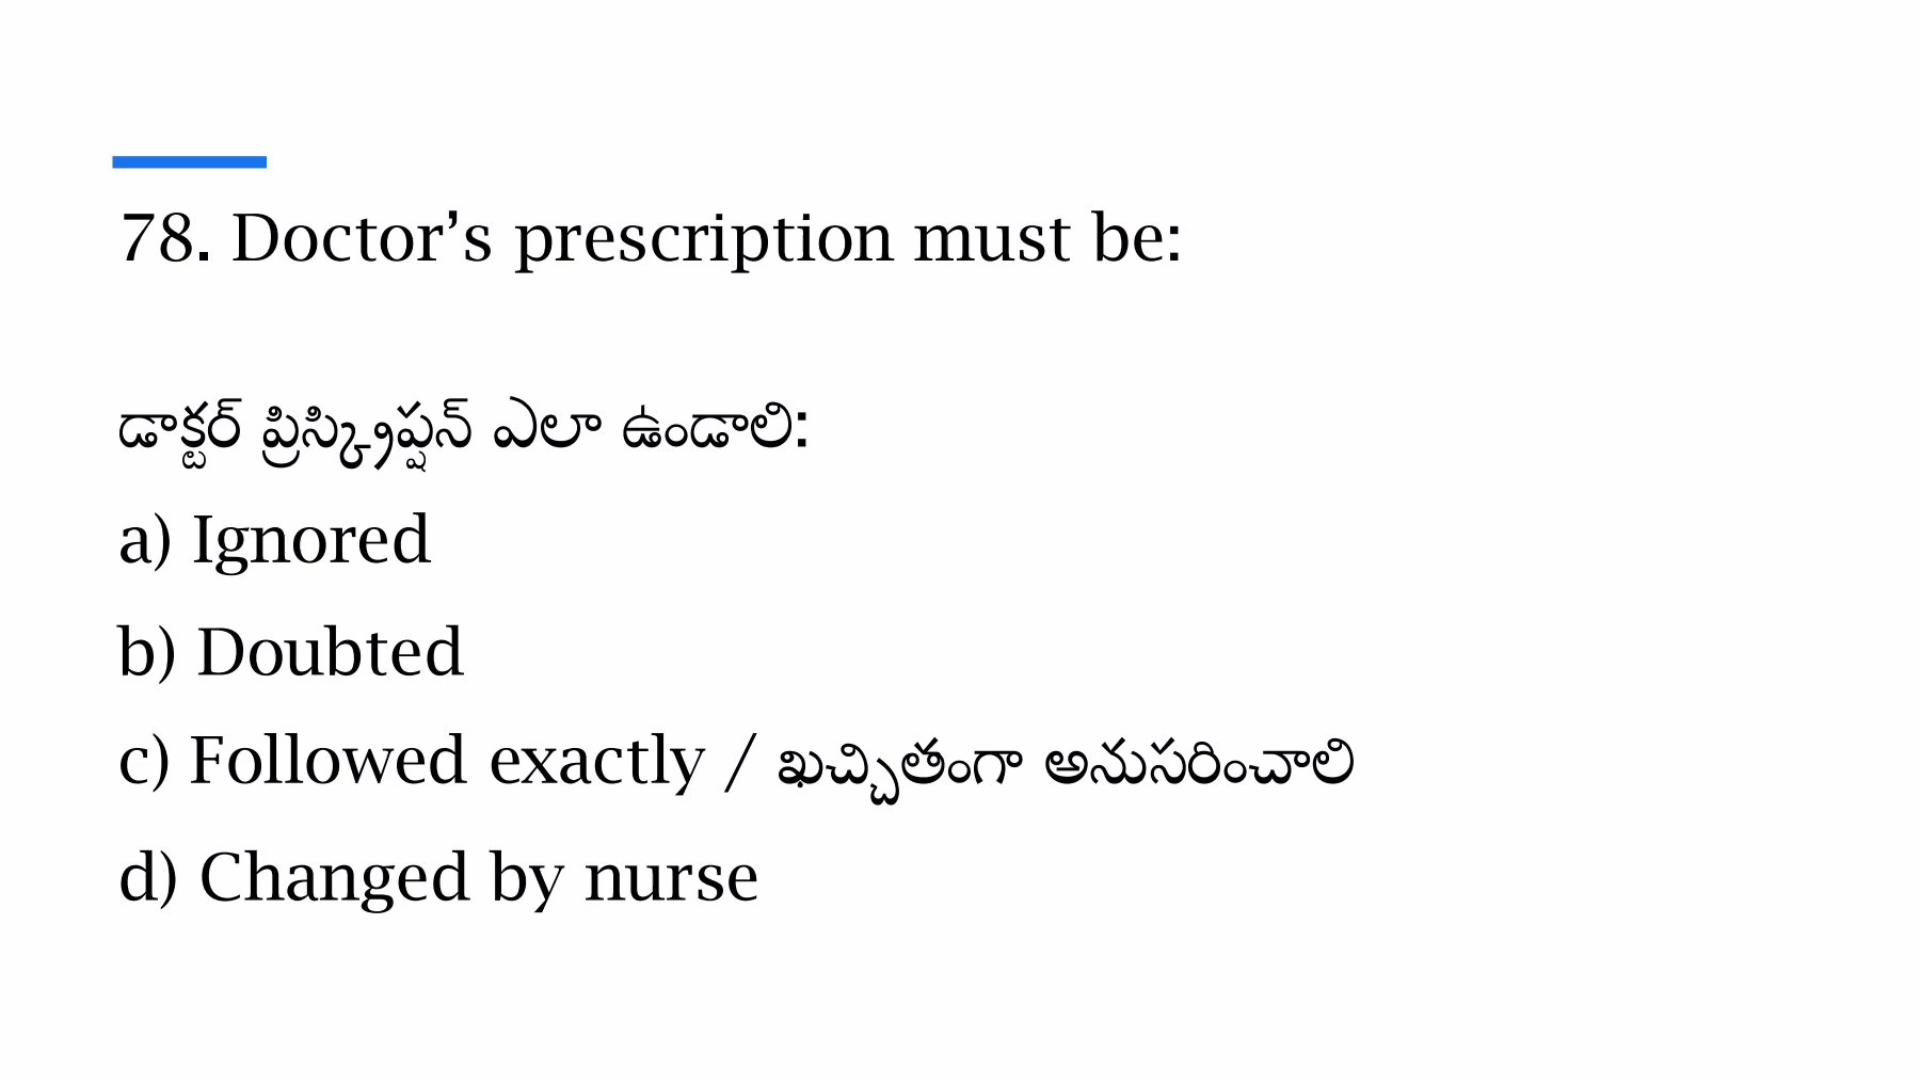 78. Doctor’s prescription must be:
డాక్టర్ ప్రిస్క్రిప్షన్ ఎలా ఉండాలి:
a) Ignored
b) Doubted
c) Followed exactly / ఖచ్చితంగా అనుసరించాలి
d) Changed by nurse